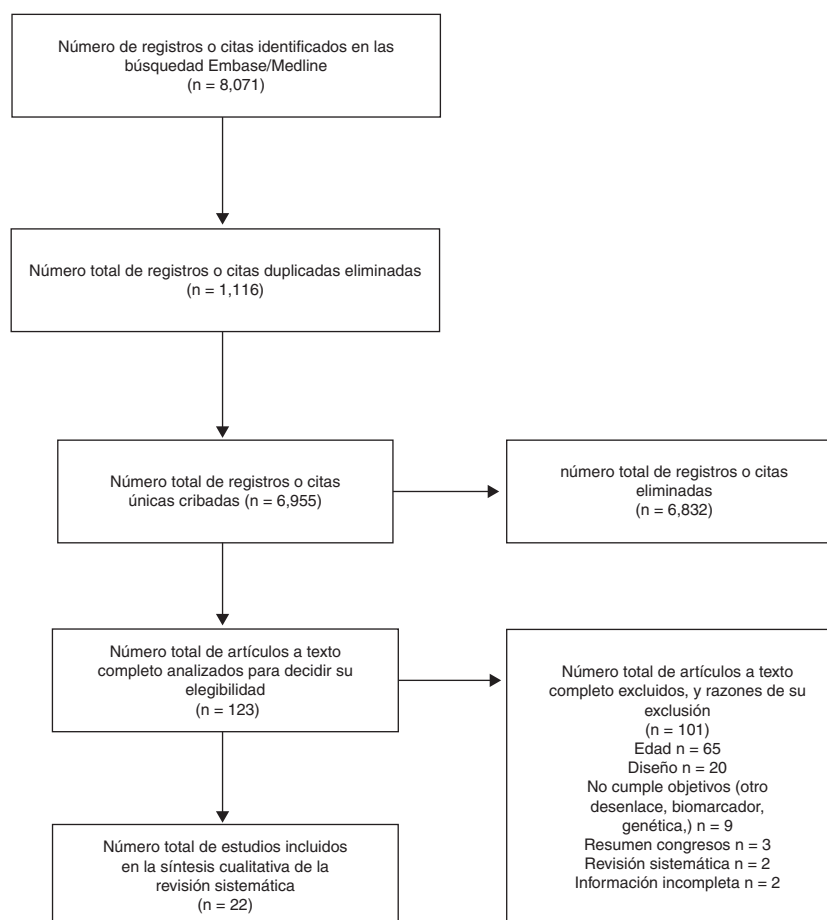 Número de registros o citas identificados en las
búsquedad Embase/Medline
(n = 8,071)
Número total de registros o citas duplicadas eliminadas
(n = 1,116)
Número total de registros o citas
únicas cribadas (n = 6,955)
número total de registros o citas
eliminadas
(n = 6,832)
Número total de artículos a texto
completo analizados para decidir su
elegibilidad
(n = 123)
Número total de artículos a texto
completo excluidos, y razones de su
exclusión
(n = 101)
Edad n = 65
Diseño n = 20
No cumple objetivos (otro
desenlace, biomarcador,
genética,) n = 9
Resumen congresos n = 3
Revisión sistemática n = 2
Información incompleta n = 2
Número total de estudios incluidos
en la síntesis cualitativa de la
revisión sistemática
(n = 22)